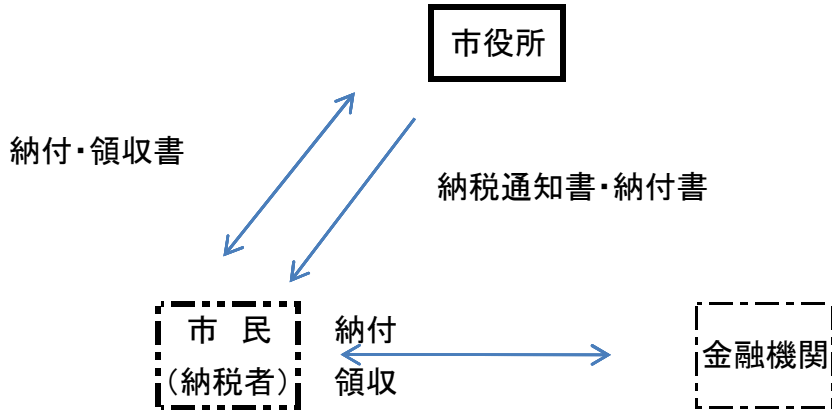 市役所
納付・領収書
納税通知書・納付書
市 民
(納税者)
納付
領収
金融機関